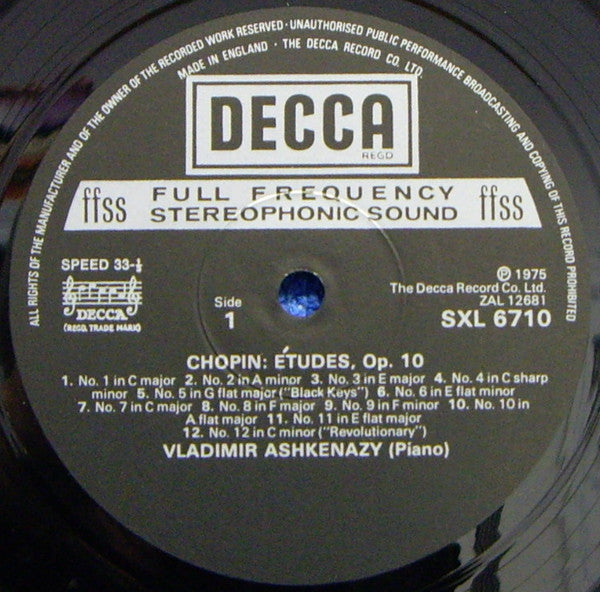 ALL RIGHTS OF THE MANUFACTURER AND OF THE OWNER OF THE RECORDED WORK RESERVED · UNAUTHORISED PUBLIC PERFORMANCE BROADCASTING AND COPYING OF THIS RECORD PROHIBITED
MADE IN ENGLAND · THE DECCA RECORD CO. LTD.
DECCA
REGD
ffss FULL FREQUENCY ffss
STEREOPHONIC SOUND
SPEED 33-⅓
DECCA
(REGD. TRADE MARK)
Side
1
Ⓟ 1975
The Decca Record Co. Ltd.
ZAL 12681
SXL 6710
CHOPIN: ÉTUDES, Op. 10
1. No. 1 in C major 2. No. 2 in A minor 3. No. 3 in E major 4. No. 4 in C sharp
minor 5. No. 5 in G flat major ("Black Keys") 6. No. 6 in E flat minor
7. No. 7 in C major 8. No. 8 in F major 9. No. 9 in F minor 10. No. 10 in
A flat major 11. No. 11 in E flat major
12. No. 12 in C minor ("Revolutionary")
VLADIMIR ASHKENAZY (Piano)